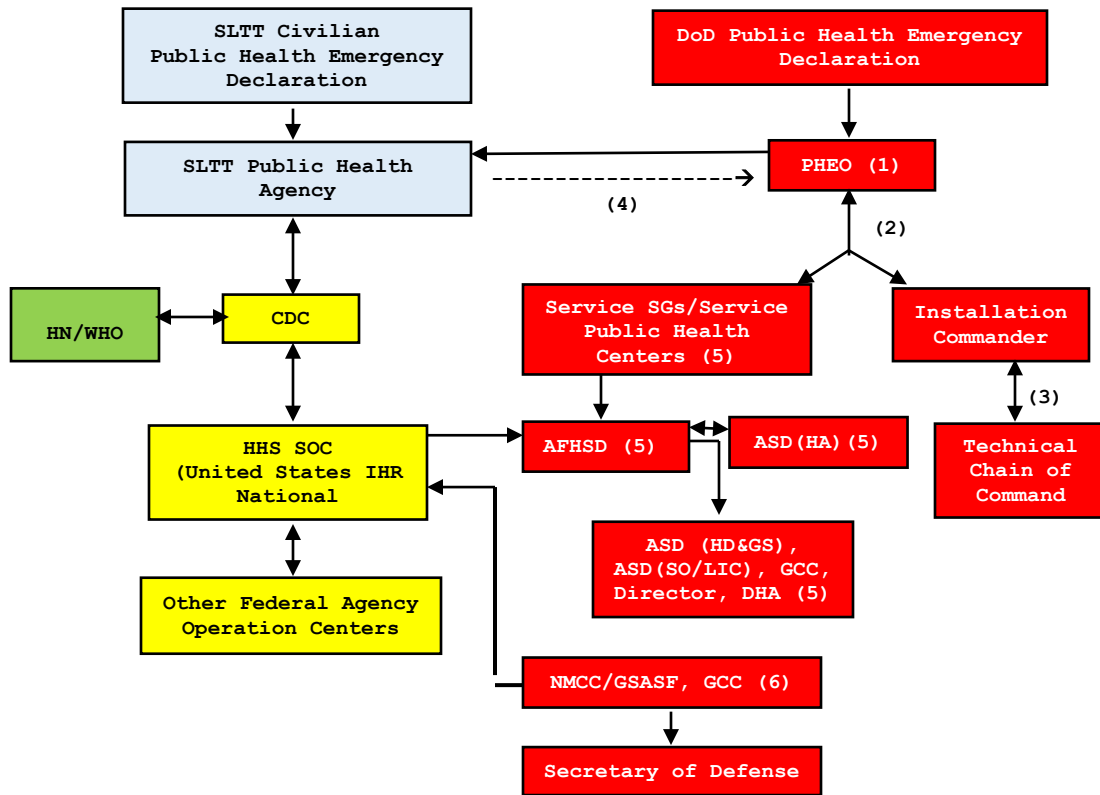 SLTT Civilian
Public Health Emergency
Declaration
DoD Public Health Emergency
Declaration
SLTT Public Health
Agency
PHEO (1)
(4)
(2)
HN/WHO
CDC
Service SGs/Service
Public Health
Centers (5)
Installation
Commander
(3)
HHS SOC
(United States IHR
National
AFHSD (5)
ASD(HA)(5)
Technical
Chain of
Command
ASD (HD&GS),
ASD(SO/LIC), GCC,
Director, DHA (5)
Other Federal Agency
Operation Centers
NMCC/GSASF, GCC (6)
Secretary of Defense